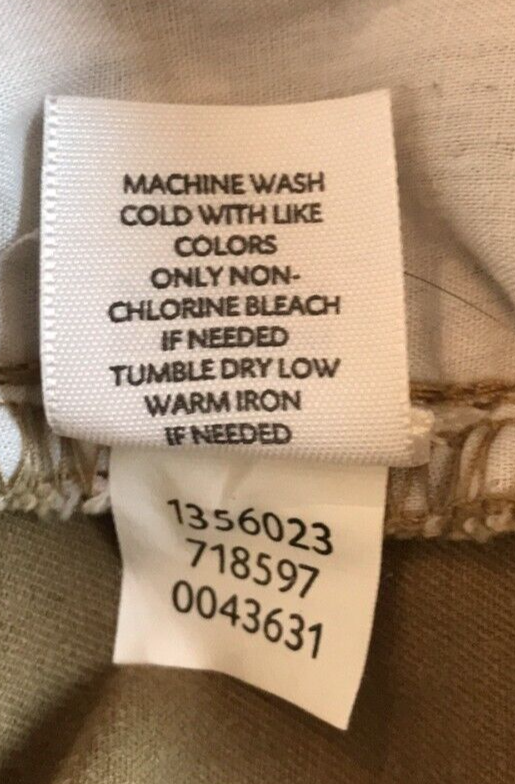 MACHINE WASH
COLD WITH LIKE
COLORS
ONLY NON-
CHLORINE BLEACH
IF NEEDED
TUMBLE DRY LOW
WARM IRON
IF NEEDED
1356023
718597
0043631